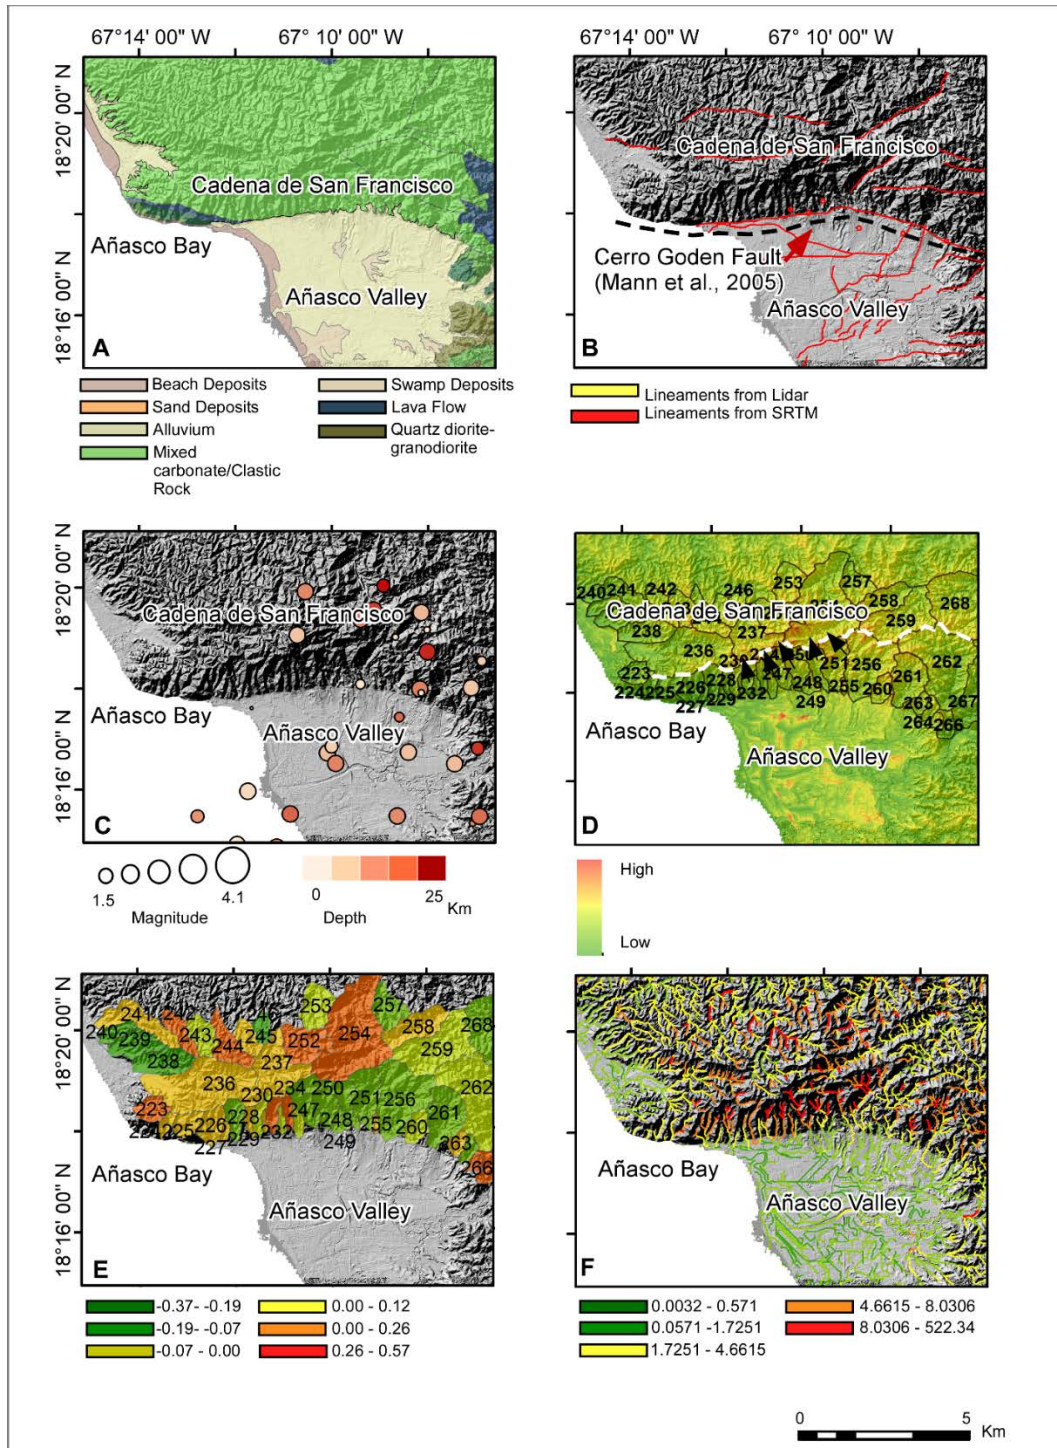 67°14' 00" W
67° 10' 00" W
67°14' 00" W
67° 10' 00" W
18°20' 00" N
18°16' 00" N
Cadena de San Francisco
Añasco Bay
Añasco Valley
A
Cadena de San Francisco
Cerro Goden Fault
(Mann et al., 2005)
Añasco Valley
B
Beach Deposits
Sand Deposits
Alluvium
Mixed
carbonate/Clastic
Rock
Swamp Deposits
Lava Flow
Quartz diorite-
granodiorite
Lineaments from Lidar
Lineaments from SRTM
18°20' 00" N
18°16' 00" N
Cadena de San Francisco
Añasco Bay
Añasco Valley
C
1.5
4.1
Magnitude
0
25
Km
Depth
240 241 242 246 253 257
Cadena de San Francisco
258 268
238 237 259
236 262
223 230 251 256 261
224 225 226 228 232 247 248 255 260 263 267
227 229 249 264 266
Añasco Bay
Añasco Valley
D
High
Low
18°20' 00" N
18°16' 00" N
241 242 246 253 257
240 239 243 244 245 252 254 258 268
238 237 259
236 230 234 250 251 256 262
223 228 247 248 261
224 225 226 232 255 260
227 229 249 263
266
Añasco Bay
Añasco Valley
E
Añasco Bay
Añasco Valley
F
-0.37- -0.19
-0.19- -0.07
-0.07 - 0.00
0.00 - 0.12
0.00 - 0.26
0.26 - 0.57
0.0032 - 0.571
0.0571 -1.7251
1.7251 - 4.6615
4.6615 - 8.0306
8.0306 - 522.34
0
5
Km